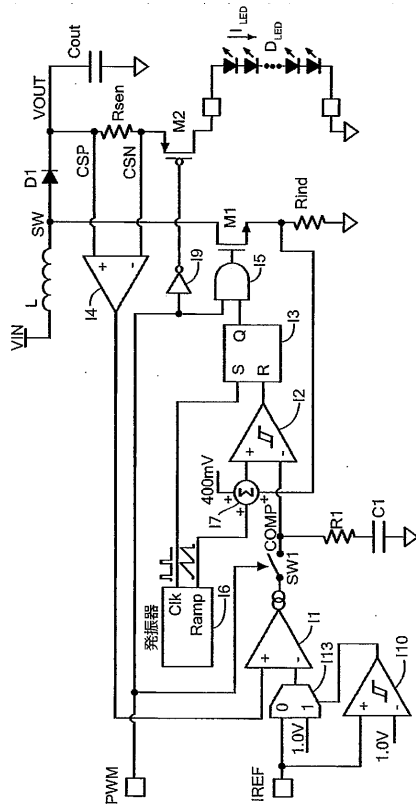 VIN
L
SW
D1
VOUT
Cout
CSP
Rsen
CSN
M2
I_LED
D_LED
I4
+
-
I9
M1
Rind
I5
Q
S
R
I3
I2
+
-
400mV
Σ
+
+
+
I7
COMP
SW1
R1
C1
発振器
Clk
Ramp
I6
I1
+
-
PWM
IREF
0
1
1.0V
I13
I10
+
-
1.0V